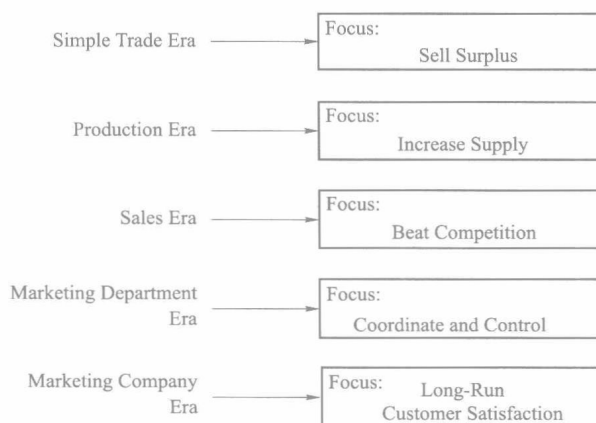 Simple Trade Era
Focus:
Sell Surplus
Production Era
Focus:
Increase Supply
Sales Era
Focus:
Beat Competition
Marketing Department
Era
Focus:
Coordinate and Control
Marketing Company
Era
Focus:
Long-Run
Customer Satisfaction